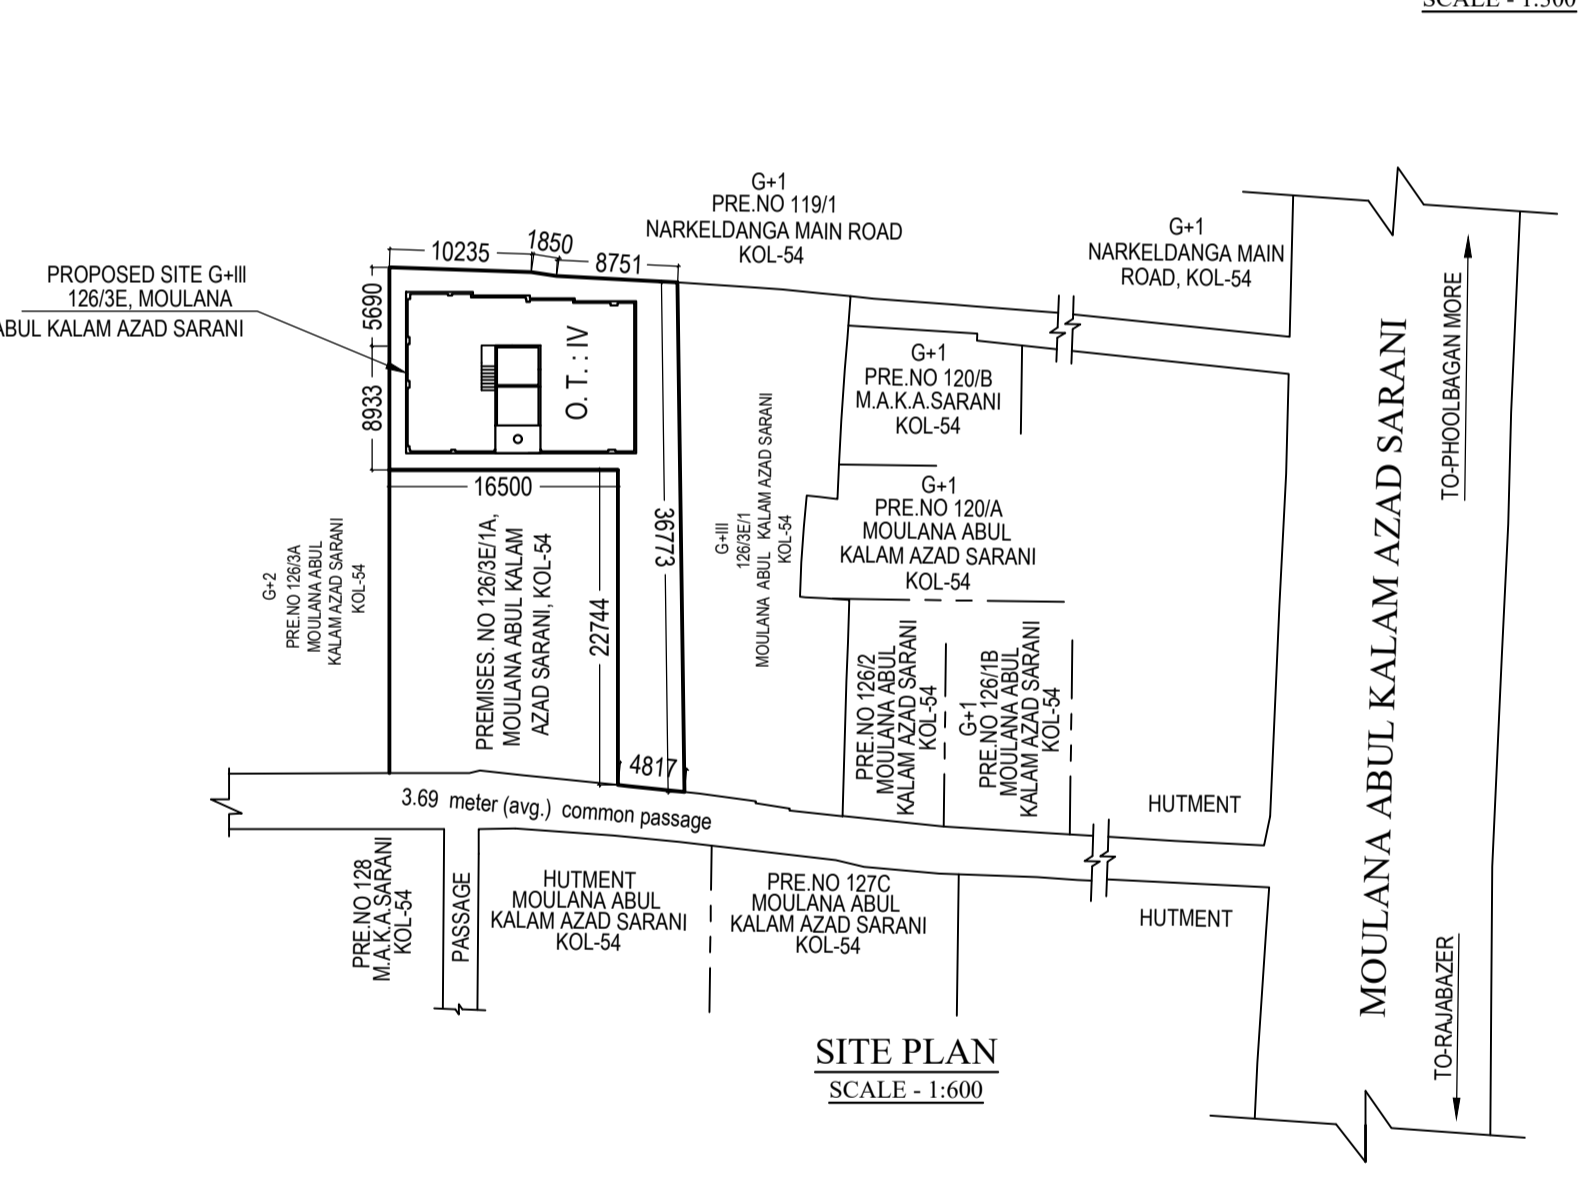 SCALE - 1:300
G+1
PRE.NO 119/1
NARKELDANGA MAIN ROAD
KOL-54
G+1
NARKELDANGA MAIN
ROAD, KOL-54
PROPOSED SITE G+III
126/3E, MOULANA
ABUL KALAM AZAD SARANI
10235
1850
8751
5690
8933
O. T. : IV
16500
36773
22744
4817
G+1
PRE.NO 120/B
M.A.K.A.SARANI
KOL-54
G+1
PRE.NO 120/A
MOULANA ABUL
KALAM AZAD SARANI
KOL-54
G+2
PRE.NO 126/3A
MOULANA ABUL
KALAM AZAD SARANI
KOL-54
PREMISES. NO 126/3E/1A,
MOULANA ABUL KALAM
AZAD SARANI, KOL-54
G+III
126/3E/1
MOULANA ABUL KALAM AZAD SARANI
KOL-54
PRE.NO 126/2
MOULANA ABUL
KALAM AZAD SARANI
KOL-54
G+1
PRE.NO 126/1B
MOULANA ABUL
KALAM AZAD SARANI
KOL-54
HUTMENT
3.69 meter (avg.) common passage
PRE.NO 128
M.A.K.A.SARANI
KOL-54
PASSAGE
HUTMENT
MOULANA ABUL
KALAM AZAD SARANI
KOL-54
PRE.NO 127C
MOULANA ABUL
KALAM AZAD SARANI
KOL-54
HUTMENT
MOULANA ABUL KALAM AZAD SARANI
TO-PHOOLBAGAN MORE
TO-RAJABAZER
SITE PLAN
SCALE - 1:600